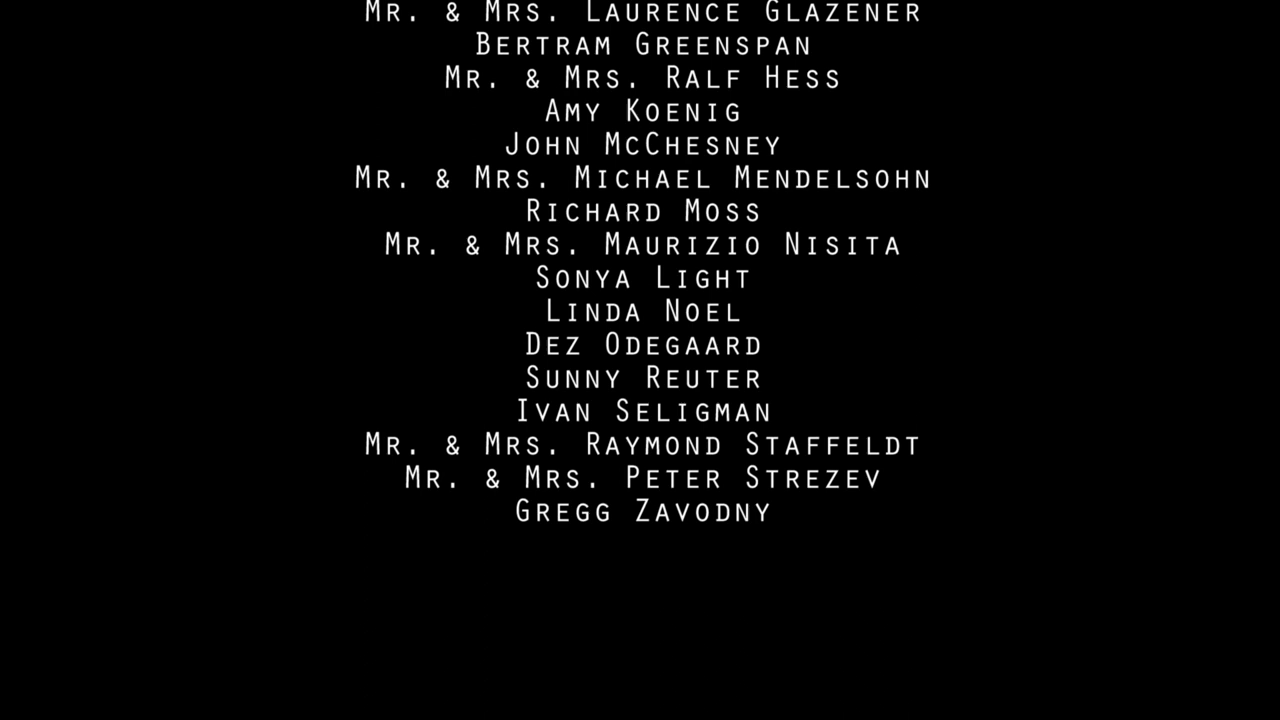 Mr. & Mrs. Laurence Glazener
Bertram Greenspan
Mr. & Mrs. Ralf Hess
Amy Koenig
John McChesney
Mr. & Mrs. Michael Mendelsohn
Richard Moss
Mr. & Mrs. Maurizio Nisita
Sonya Light
Linda Noel
Dez Odegaard
Sunny Reuter
Ivan Seligman
Mr. & Mrs. Raymond Staffeldt
Mr. & Mrs. Peter Strezev
Gregg Zavodny